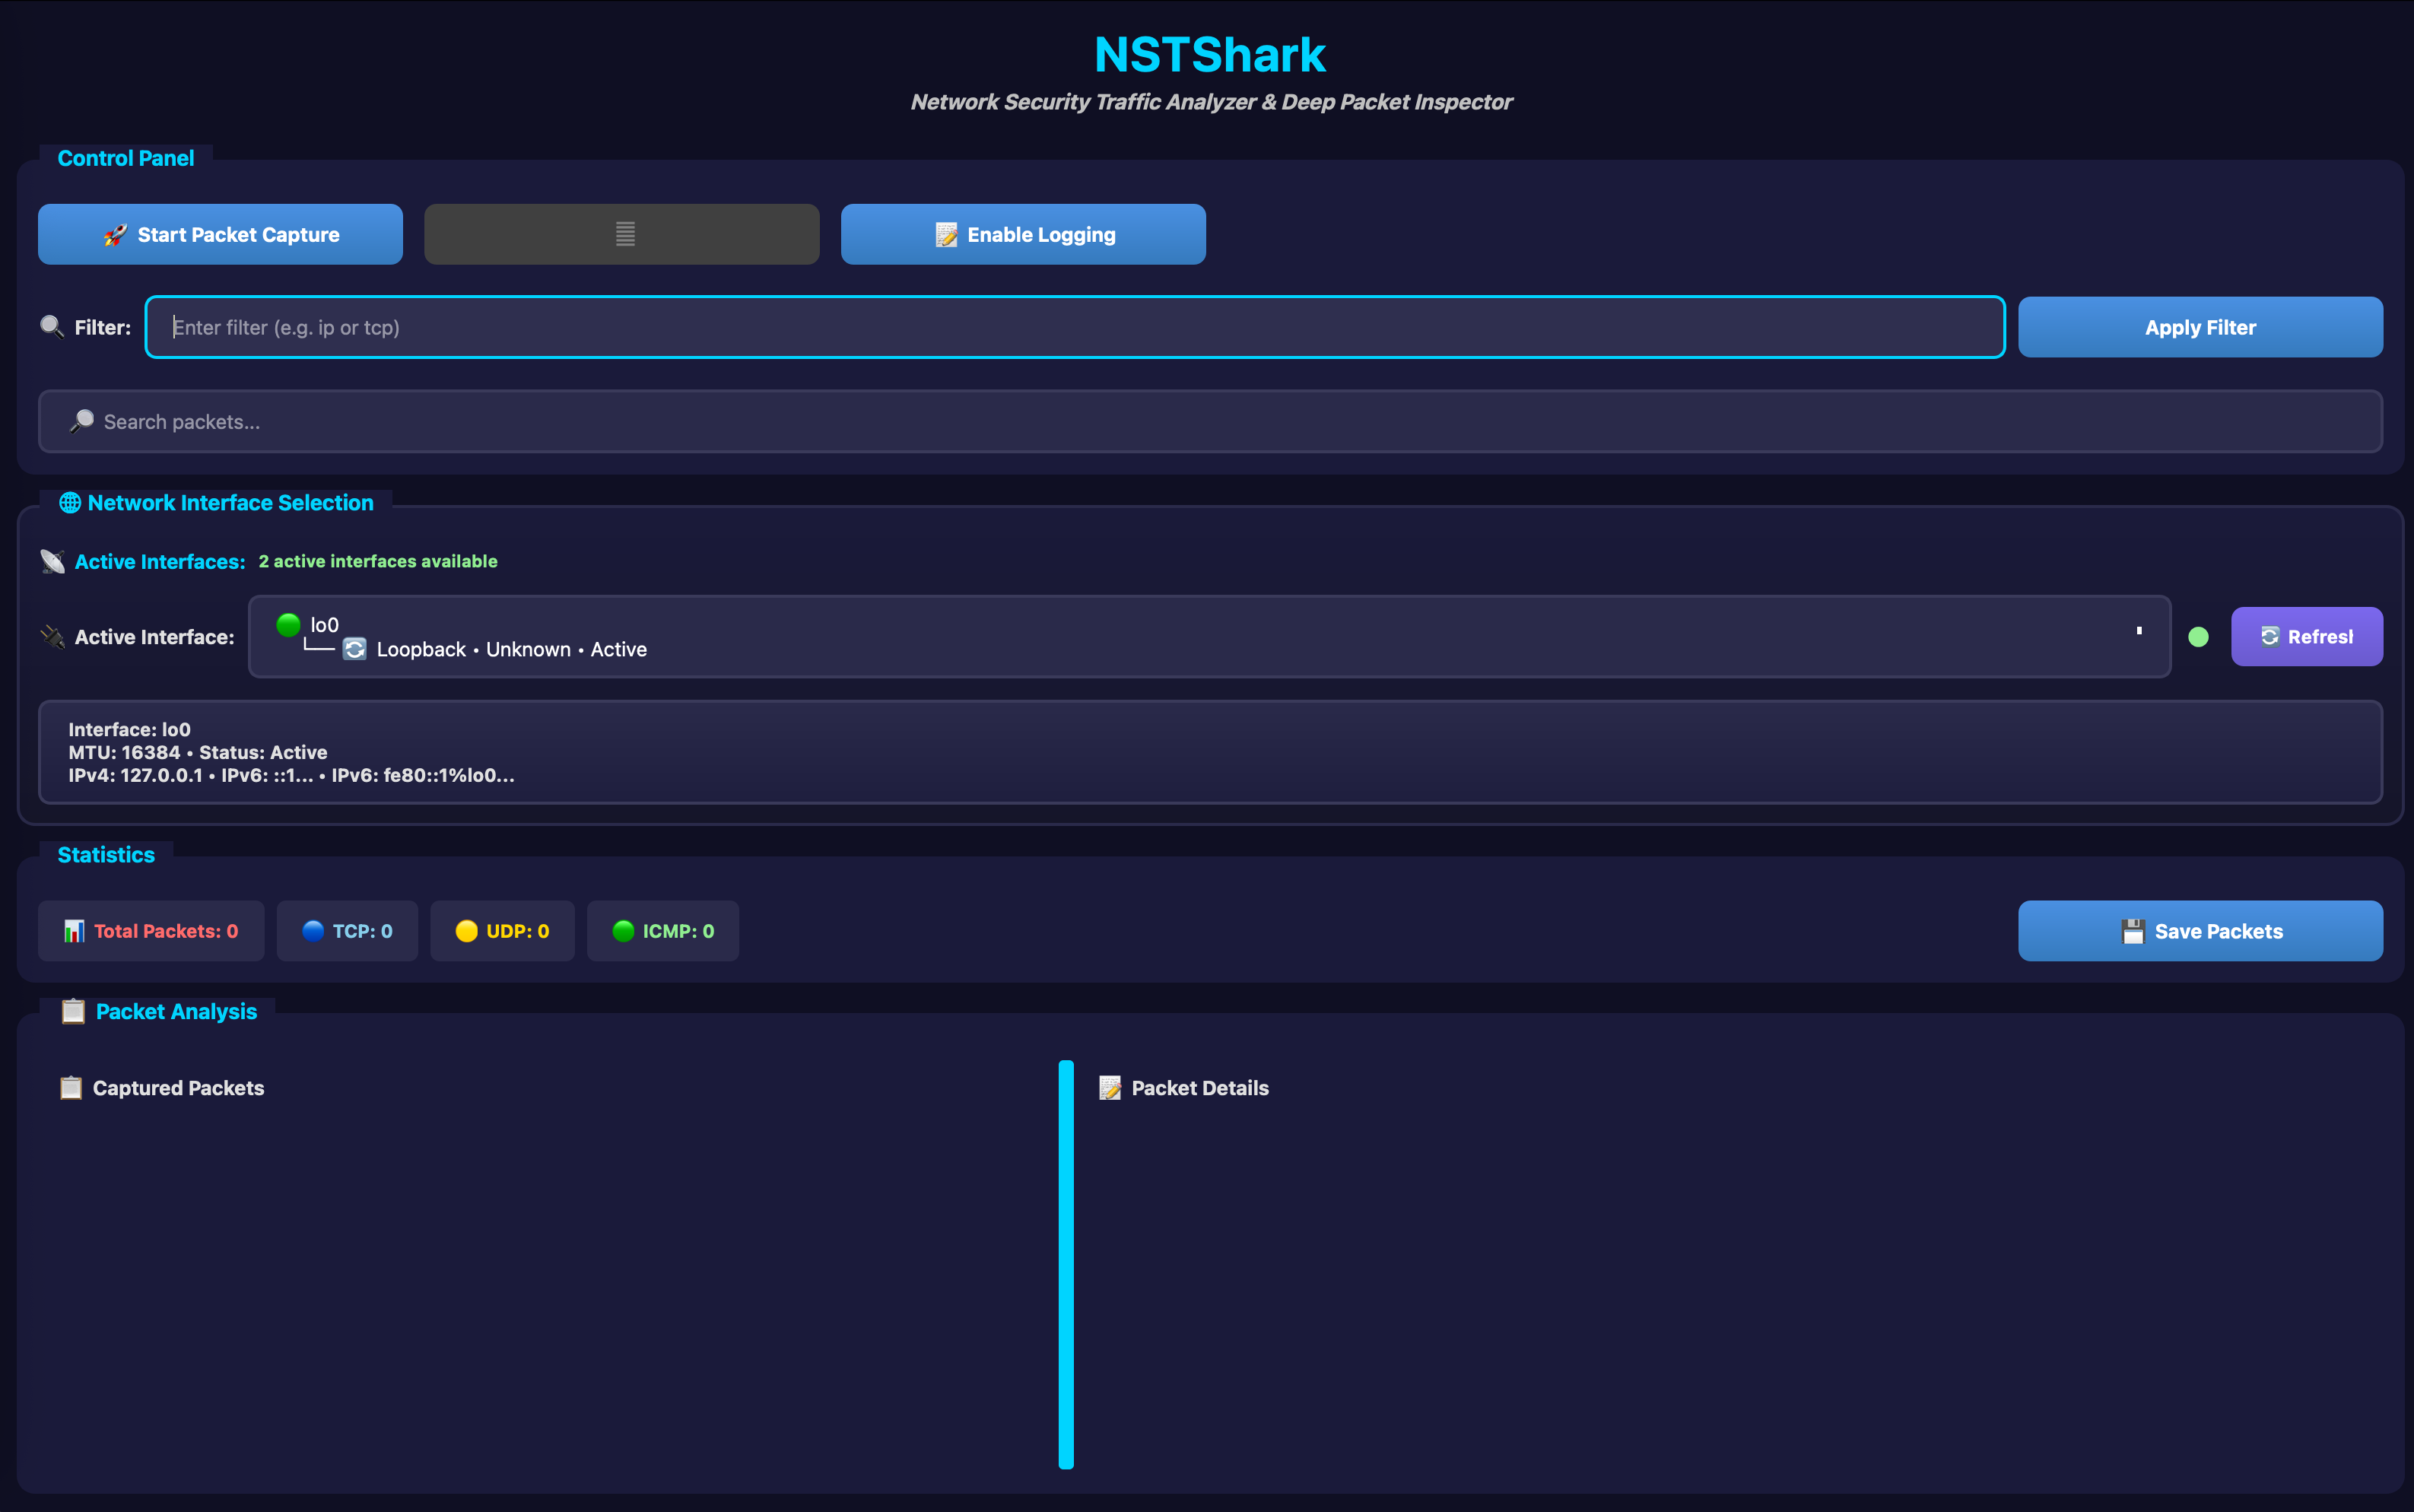 NSTShark
Network Security Traffic Analyzer & Deep Packet Inspector
Control Panel
🚀 Start Packet Capture
📝 Enable Logging
🔍 Filter:
Enter filter (e.g. ip or tcp)
Apply Filter
🔎 Search packets...
🌐 Network Interface Selection
📡 Active Interfaces: 2 active interfaces available
🔌 Active Interface:
🟢 lo0
└── 🔄 Loopback • Unknown • Active
🔄 Refresh
Interface: lo0
MTU: 16384 • Status: Active
IPv4: 127.0.0.1 • IPv6: ::1... • IPv6: fe80::1%lo0...
Statistics
📊 Total Packets: 0
🔵 TCP: 0
🟡 UDP: 0
🟢 ICMP: 0
💾 Save Packets
📋 Packet Analysis
📋 Captured Packets
📝 Packet Details